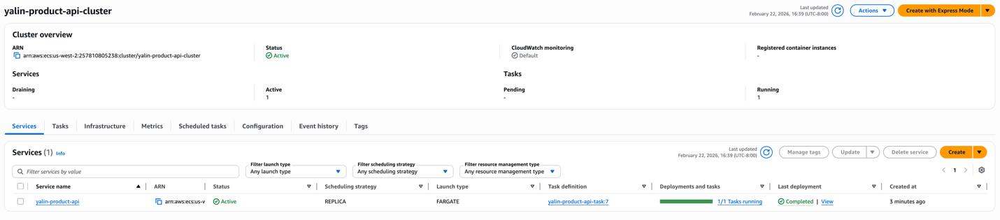 yalin-product-api-cluster
Last updated
February 22, 2026, 16:39 (UTC-8:00)
Actions
Create with Express Mode
Cluster overview
ARN
arn:aws:ecs:us-west-2:257810805238:cluster/yalin-product-api-cluster
Status
Active
CloudWatch monitoring
Default
Registered container instances
-
Services
Tasks
Draining
-
Active
1
Pending
-
Running
1
Services
Tasks
Infrastructure
Metrics
Scheduled tasks
Configuration
Event history
Tags
Services (1) Info
Last updated
February 22, 2026, 16:39 (UTC-8:00)
Manage tags
Update
Delete service
Create
Filter services by value
Filter launch type
Any launch type
Filter scheduling strategy
Any scheduling strategy
Filter resource management type
Any resource management type
1
Service name
ARN
Status
Scheduling strategy
Launch type
Task definition
Deployments and tasks
Last deployment
Created at
yalin-product-api
arn:aws:ecs:us-v
Active
REPLICA
FARGATE
yalin-product-api-task:7
1/1 Tasks running
Completed | View
3 minutes ago